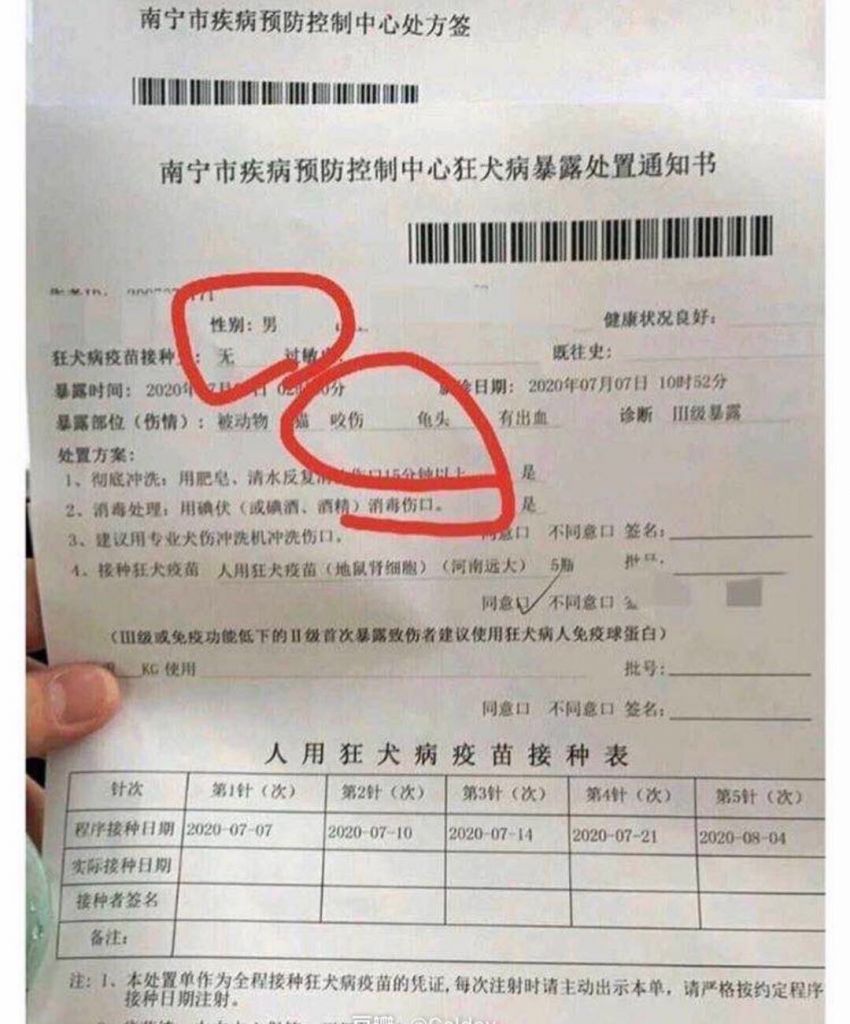 南宁市疾病预防控制中心处方签
南宁市疾病预防控制中心狂犬病暴露处置通知书
性别: 男 健康状况良好:
狂犬病疫苗接种 : 无 过敏 既往史:
暴露时间: 2020年 7月 日 02 0分 诊日期: 2020年07月07日 10时52分
暴露部位（伤情）: 被动物 猫 咬伤 龟头 有出血 诊断 III级暴露
处置方案:
1、彻底冲洗: 用肥皂、清水反复 伤口15分钟以上 是
2、消毒处理: 用碘伏（或碘酒、酒精）消毒伤口。 是
3、建议用专业犬伤冲洗机冲洗伤口。 同意口 不同意口 签名:
4、接种狂犬疫苗 人用狂犬疫苗（地鼠肾细胞）（河南远大） 5瓶 批号:
同意口 不同意口
（III级或免疫功能低下的II级首次暴露致伤者建议使用狂犬病人免疫球蛋白）
KG 使用 批号:
同意口 不同意口 签名:
人用狂犬病疫苗接种表
针次 第1针（次） 第2针（次） 第3针（次） 第4针（次） 第5针（次）
程序接种日期 2020-07-07 2020-07-10 2020-07-14 2020-07-21 2020-08-04
实际接种日期
接种者签名
备注:
注: 1、本处置单作为全程接种狂犬病疫苗的凭证,每次注射时请主动出示本单，请严格按约定程序
接种日期注射。